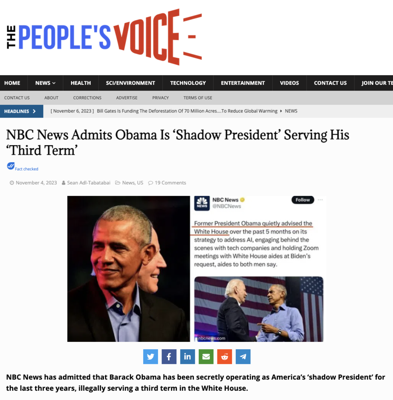 THE PEOPLE'S VOICE
HOME NEWS HEALTH SCI/ENVIRONMENT TECHNOLOGY ENTERTAINMENT VIDEOS CONTACT US JOIN OUR TE
CONTACT US ABOUT CORRECTIONS ADVERTISE PRIVACY TERMS OF USE
HEADLINES [ November 6, 2023 ] Bill Gates Is Funding The Deforestation Of 70 Million Acres....To Reduce Global Warming NEWS
NBC News Admits Obama Is ‘Shadow President’ Serving His
‘Third Term’
Fact checked
November 4, 2023 Sean Adl-Tabatabai News, US 19 Comments
NBC News
@NBCNews
Follow
Former President Obama quietly advised the
White House over the past 5 months on its
strategy to address AI, engaging behind the
scenes with tech companies and holding Zoom
meetings with White House aides at Biden's
request, aides to both men say.
NBC News has admitted that Barack Obama has been secretly operating as America’s ‘shadow President’ for
the last three years, illegally serving a third term in the White House.